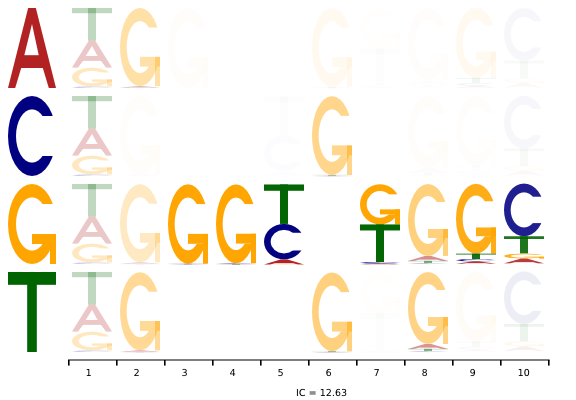 A T A G G G G C
C T A G G G
G T A G G G G T C G T G G C T
T T A G G G G C T
1 2 3 4 5 6 7 8 9 10
IC = 12.63